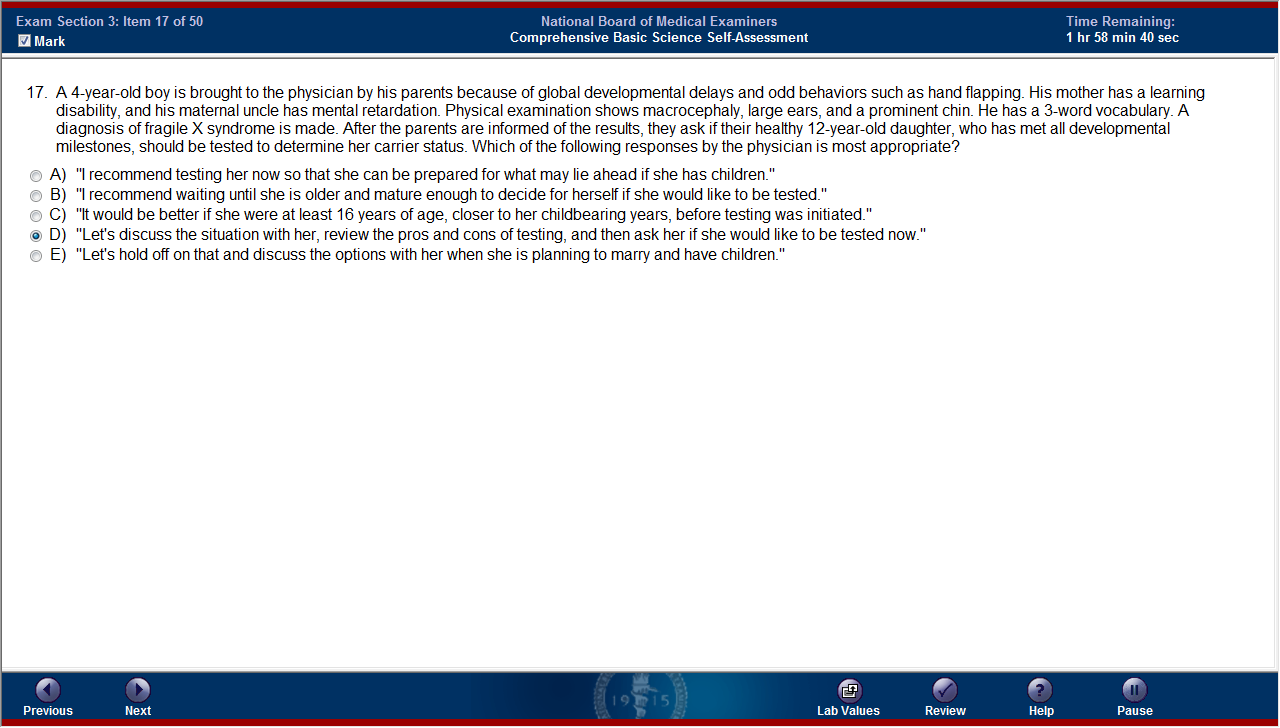 Exam Section 3: Item 17 of 50
National Board of Medical Examiners
Time Remaining:
Mark
Comprehensive Basic Science Self-Assessment
1 hr 58 min 40 sec
17. A 4-year-old boy is brought to the physician by his parents because of global developmental delays and odd behaviors such as hand flapping. His mother has a learning
disability, and his maternal uncle has mental retardation. Physical examination shows macrocephaly, large ears, and a prominent chin. He has a 3-word vocabulary. A
diagnosis of fragile X syndrome is made. After the parents are informed of the results, they ask if their healthy 12-year-old daughter, who has met all developmental
milestones, should be tested to determine her carrier status. Which of the following responses by the physician is most appropriate?
A) "I recommend testing her now so that she can be prepared for what may lie ahead if she has children."
B) "I recommend waiting until she is older and mature enough to decide for herself if she would like to be tested."
C) "It would be better if she were at least 16 years of age, closer to her childbearing years, before testing was initiated."
D) "Let's discuss the situation with her, review the pros and cons of testing, and then ask her if she would like to be tested now."
E) "Let's hold off on that and discuss the options with her when she is planning to marry and have children."
1915
Previous
Next
Lab Values
Review
Help
Pause